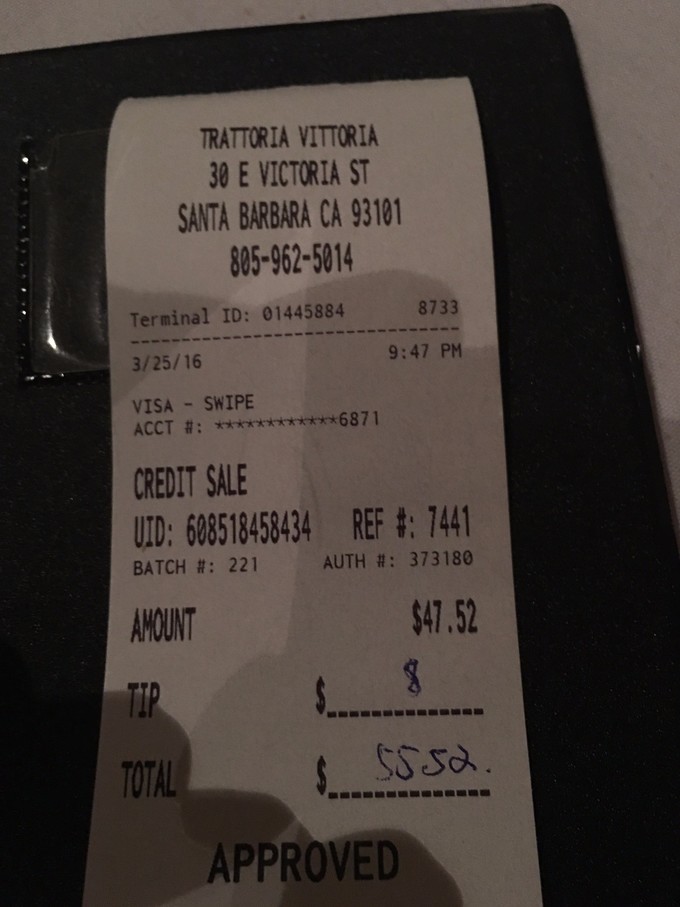 TRATTORIA VITTORIA
30 E VICTORIA ST
SANTA BARBARA CA 93101
805-962-5014
Terminal ID: 01445884 8733
3/25/16 9:47 PM
VISA - SWIPE
ACCT #: ************6871
CREDIT SALE
UID: 608518458434 REF #: 7441
BATCH #: 221 AUTH #: 373180
AMOUNT $47.52
TIP $ 8
TOTAL $ 5552.
APPROVED